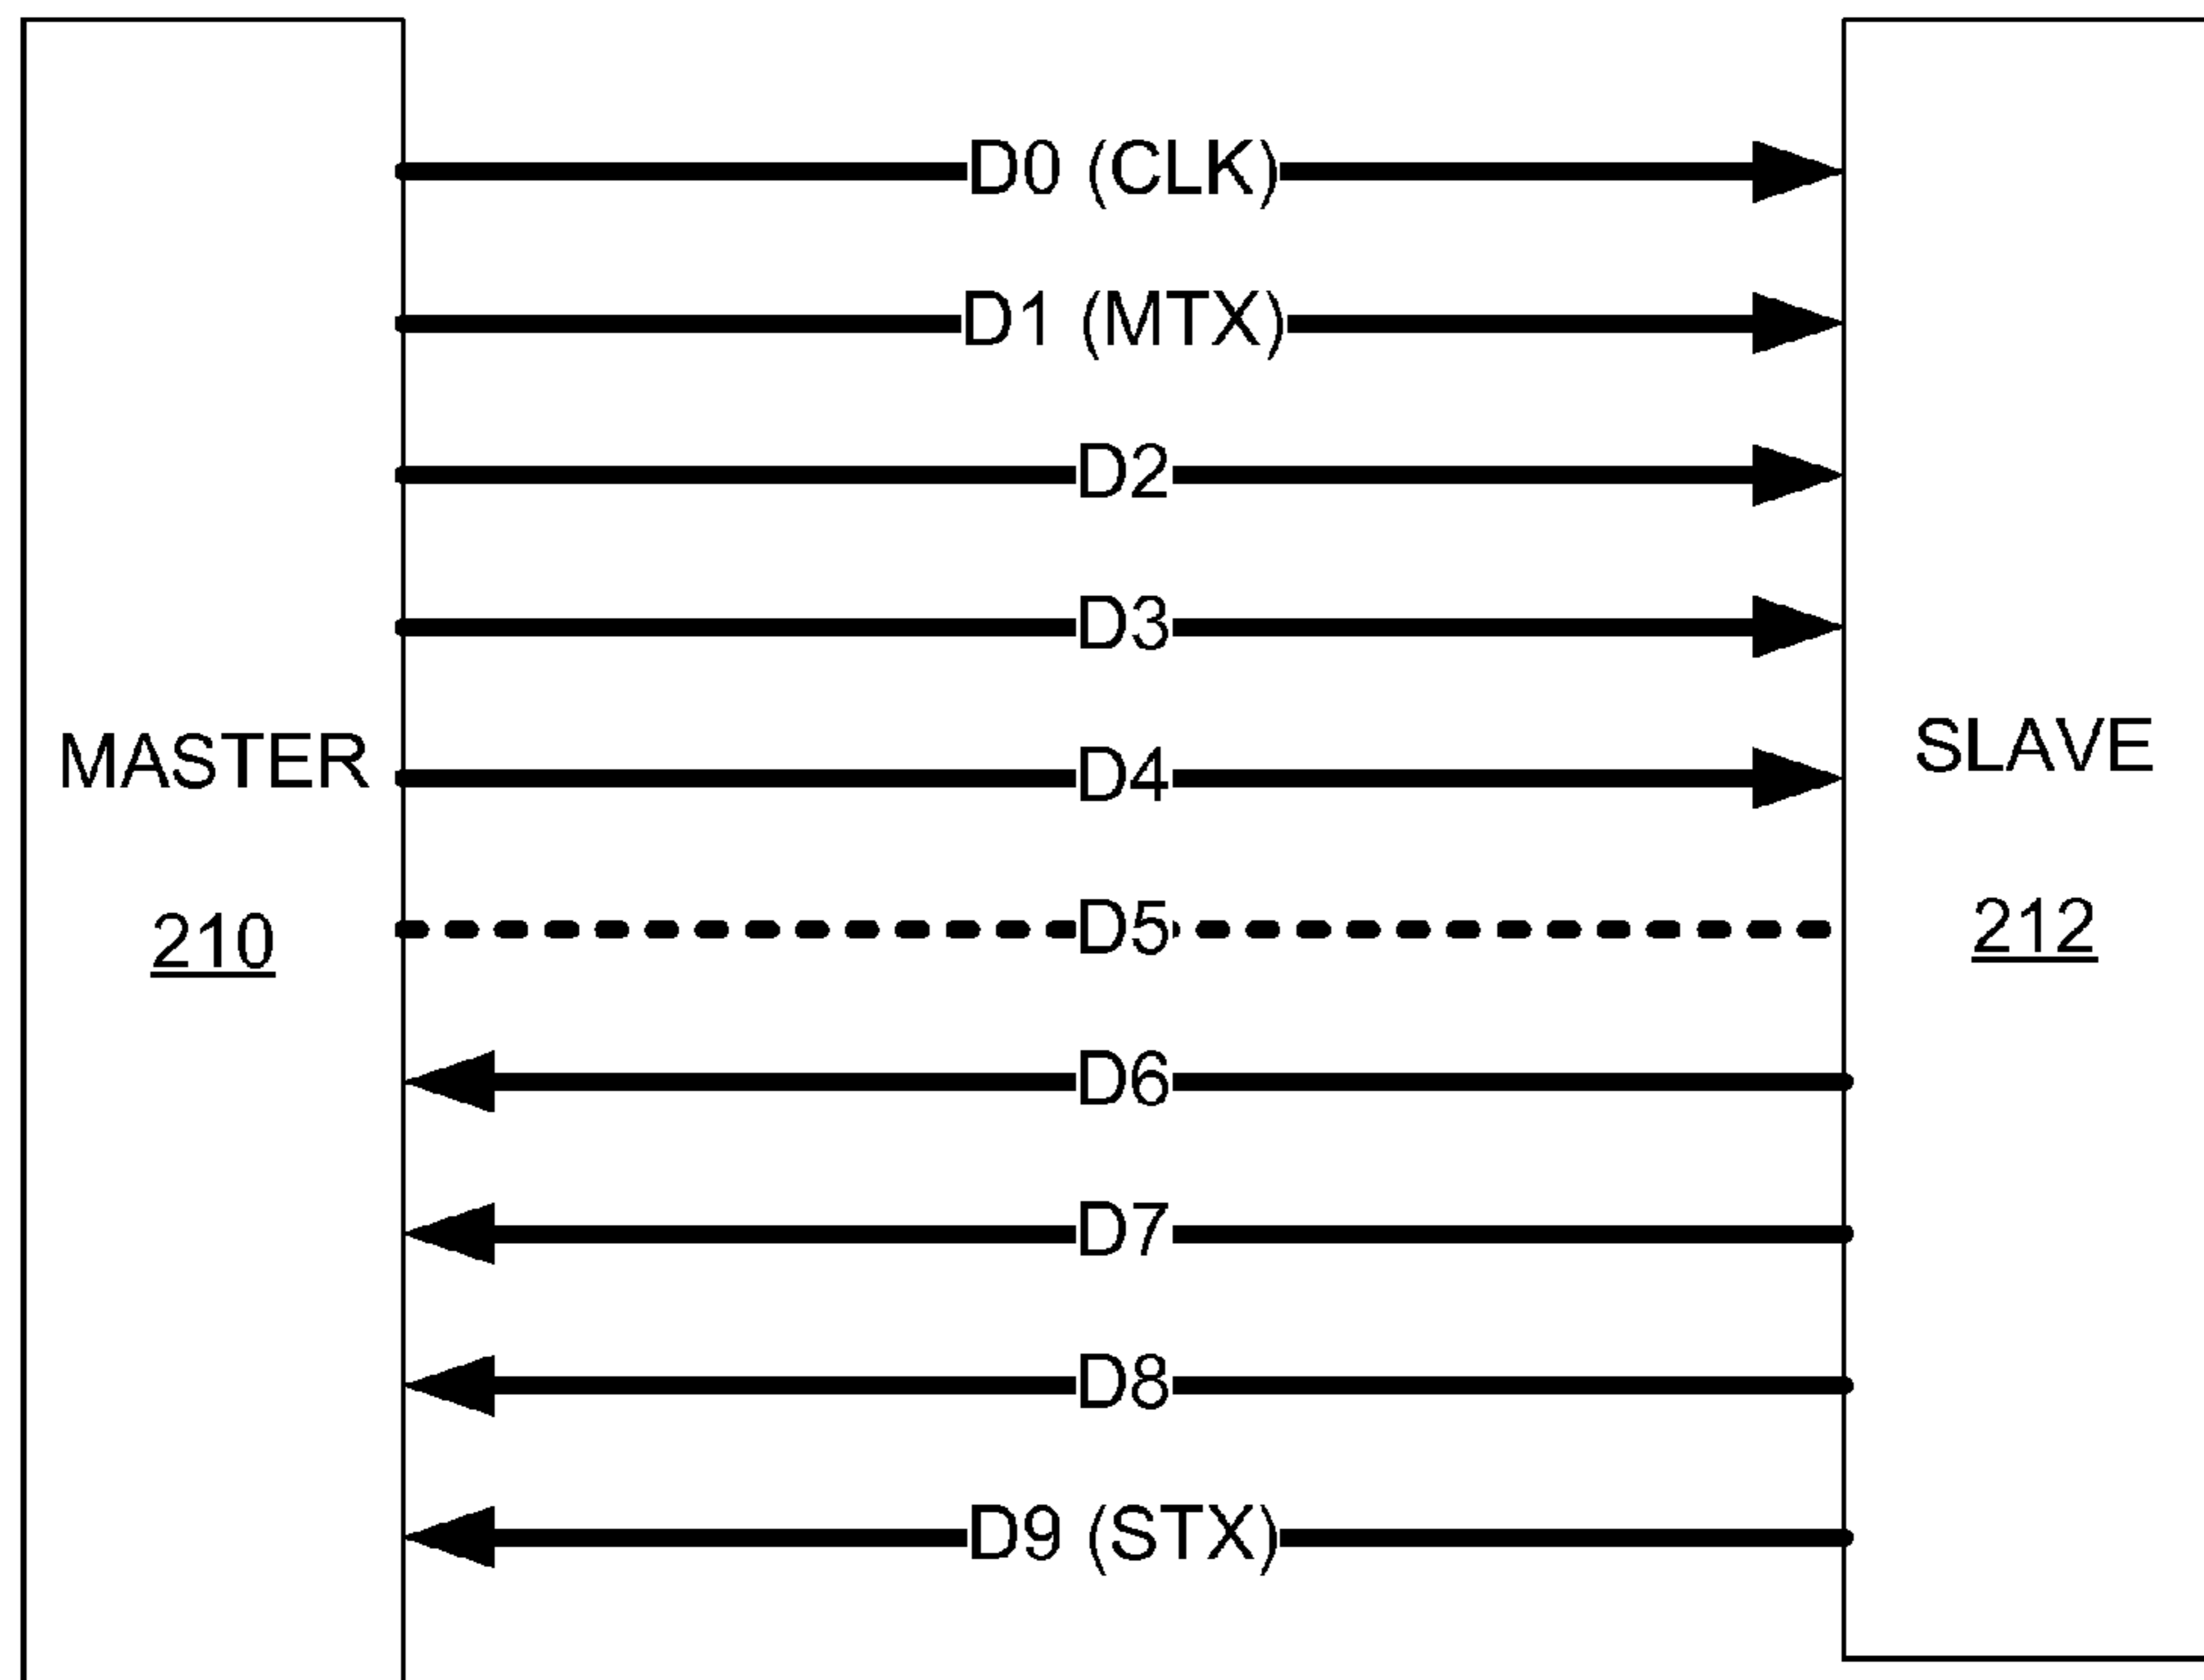 D0 (CLK)
D1 (MTX)
D2
D3
MASTER
D4
SLAVE
210
D5
212
D6
D7
D8
D9 (STX)